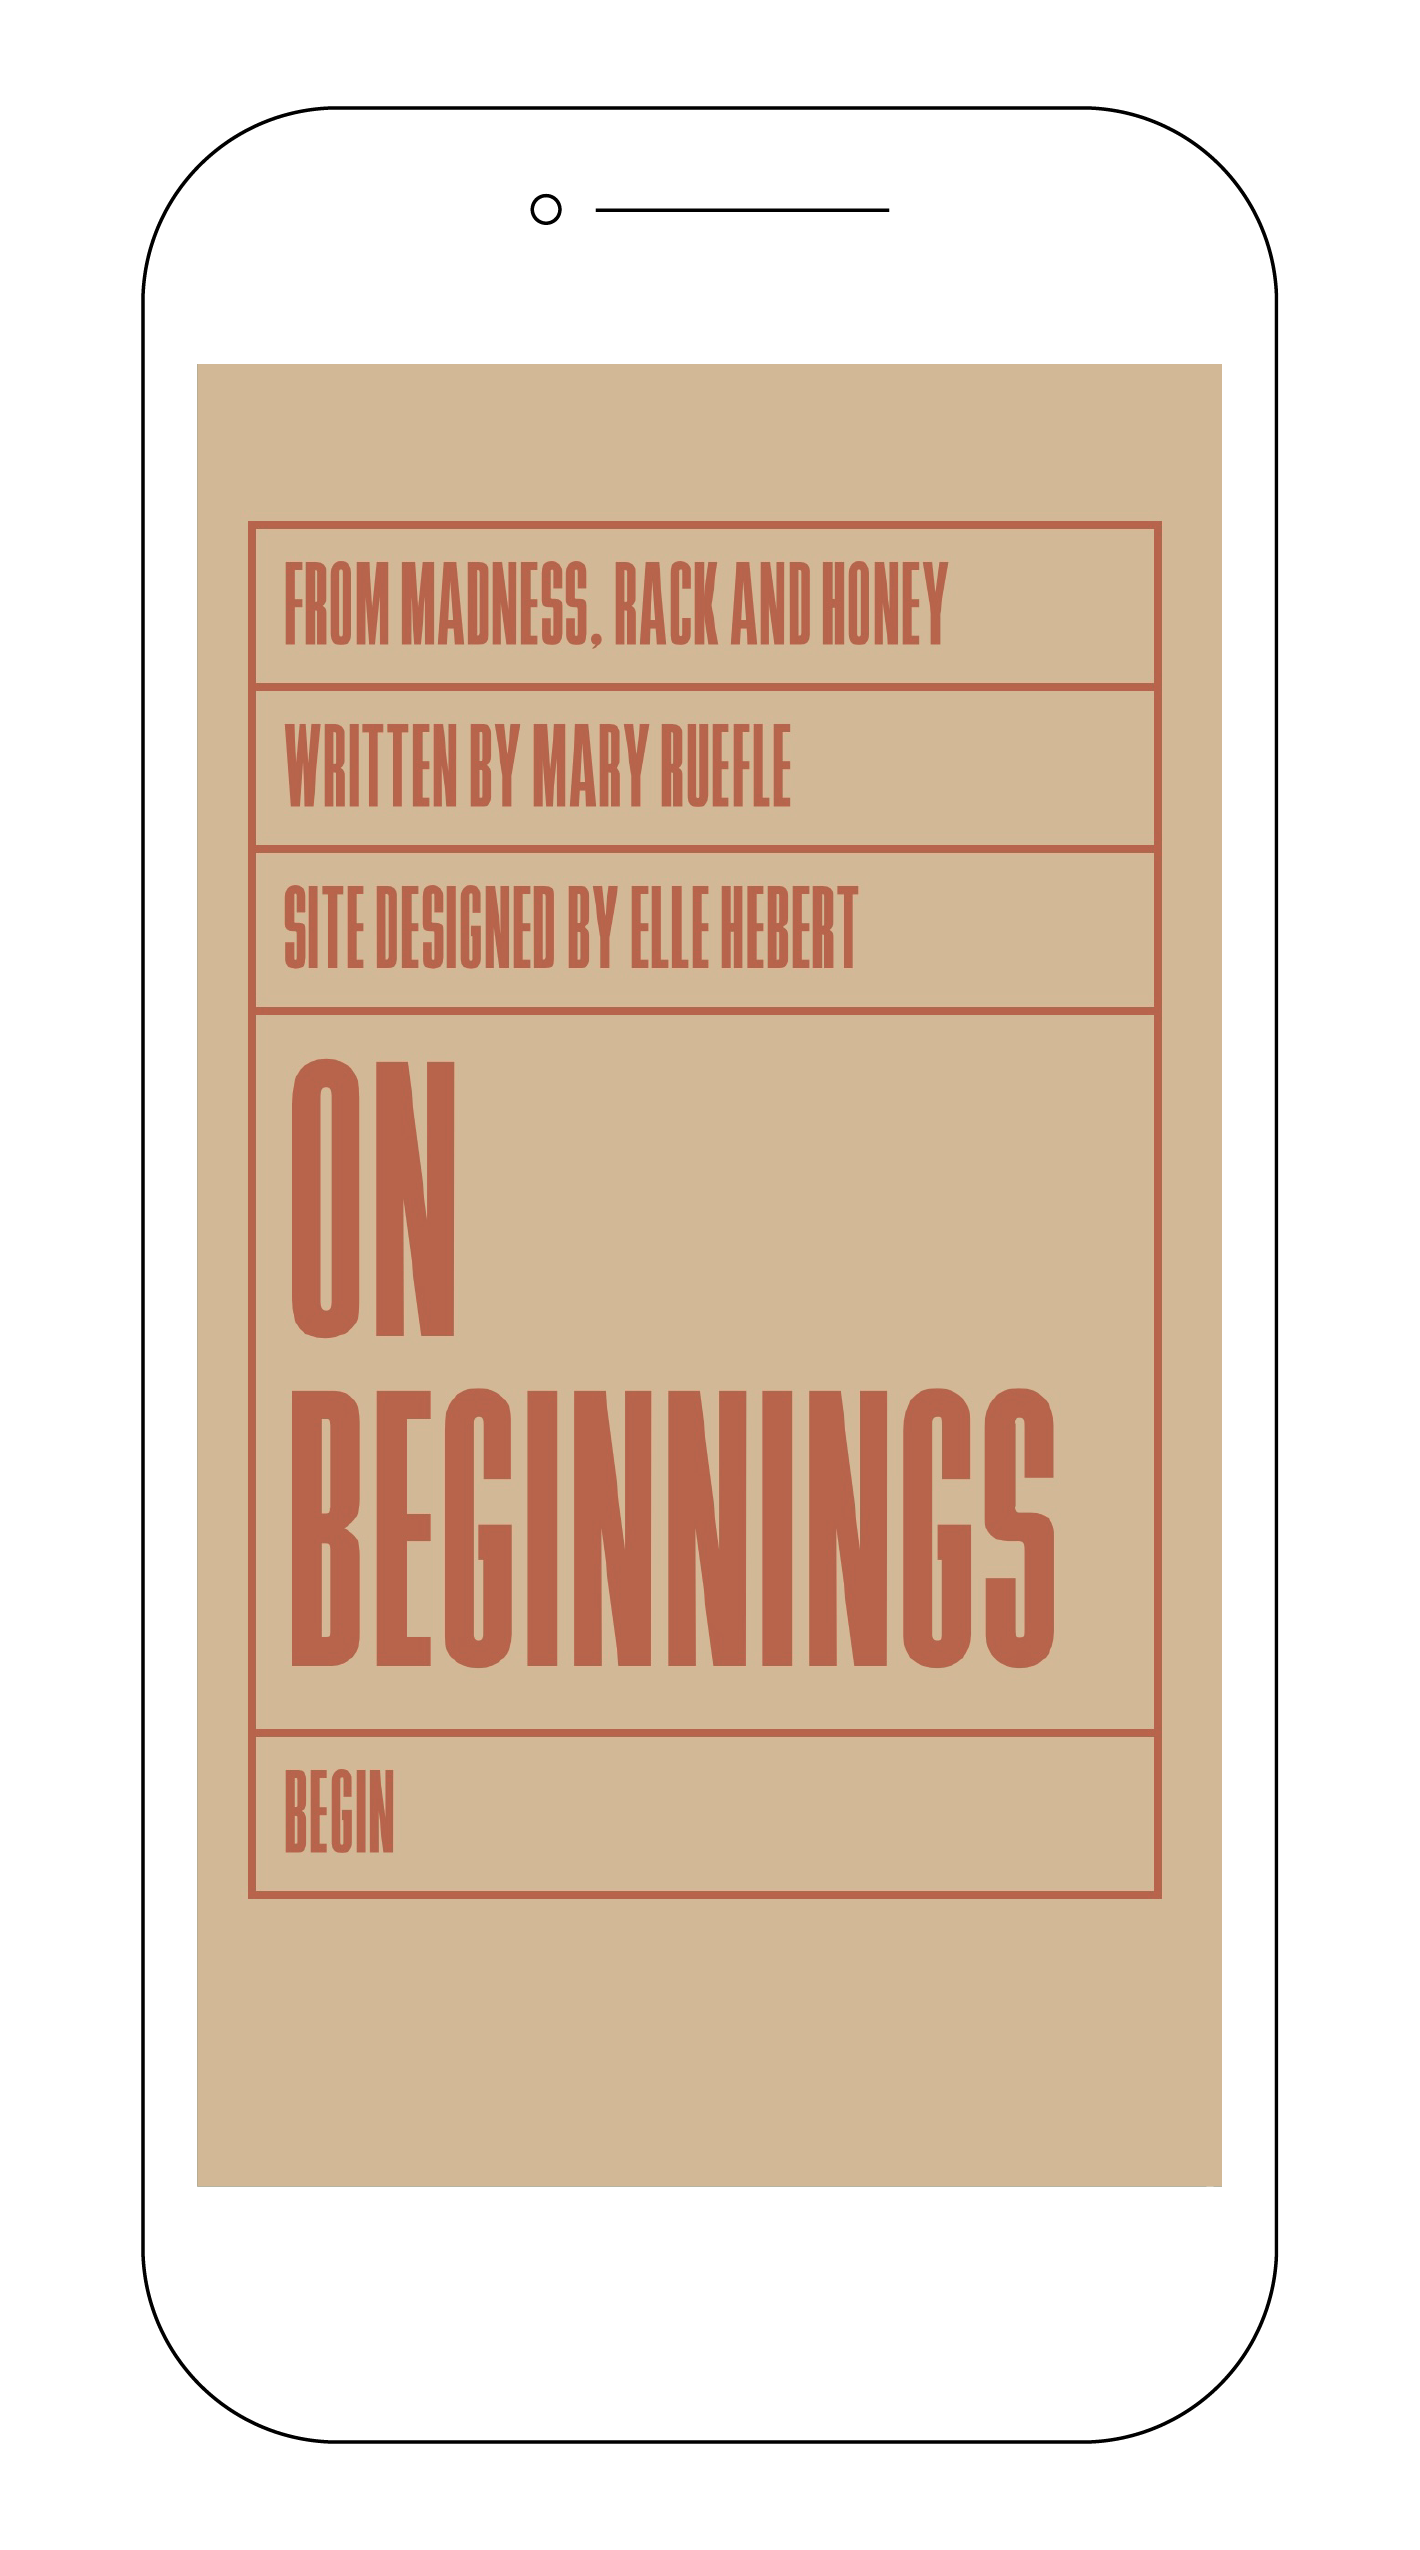 FROM MADNESS, RACK AND HONEY
WRITTEN BY MARY RUEFLE
SITE DESIGNED BY ELLE HEBERT
ON
BEGINNINGS
BEGIN